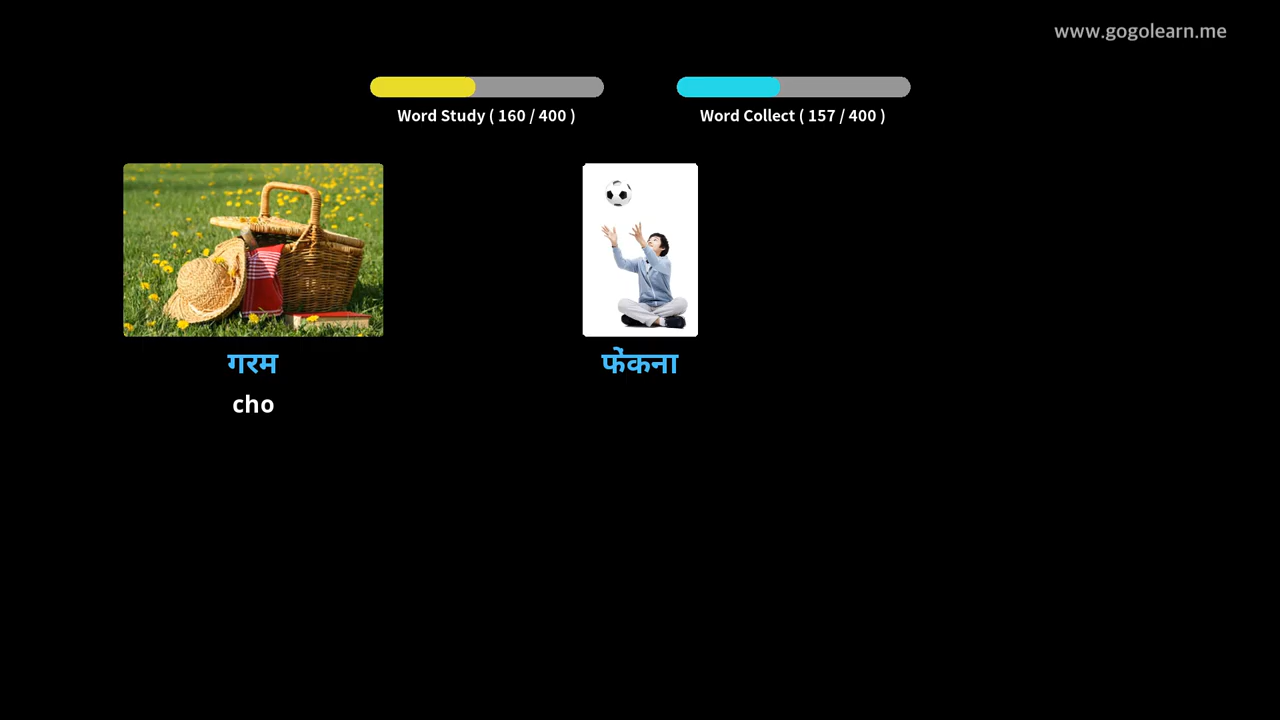 www.gogolearn.me
Word Study ( 160 / 400 )
Word Collect ( 157 / 400 )
गरम
फेंकना
cho